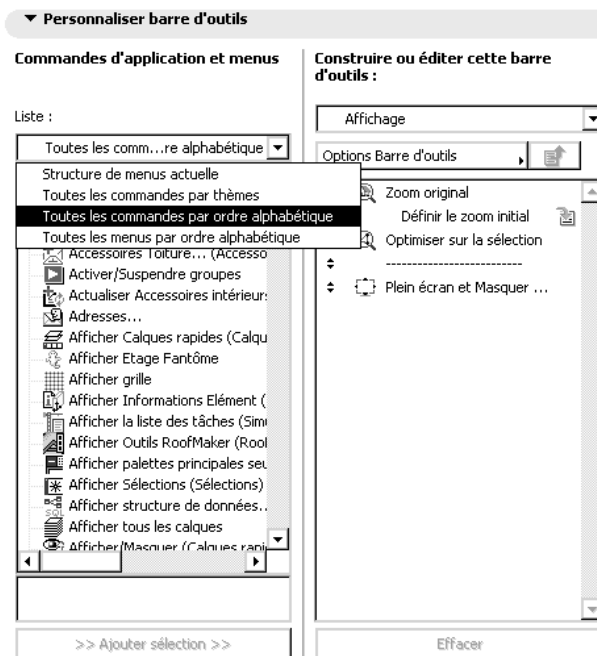 Personnaliser barre d'outils
Commandes d'application et menus
Liste :
Toutes les comm...re alphabétique
Structure de menus actuelle
Toutes les commandes par thèmes
Toutes les commandes par ordre alphabétique
Toutes les menus par ordre alphabétique
Accessoires Toiture... (Accesso
Activer/Suspendre groupes
Actualiser Accessoires intérieur:
Adresses...
Afficher Calques rapides (Calqu
Afficher Etage Fantôme
Afficher grille
Afficher Informations Elément (
Afficher la liste des tâches (Simu
Afficher Outils RoofMaker (Roof
Afficher palettes principales seu
Afficher Sélections (Sélections)
Afficher structure de données..
Afficher tous les calques
Afficher/Masquer (Calques rapi
>> Ajouter sélection >>
Construire ou éditer cette barre
d'outils :
Affichage
Options Barre d'outils
Zoom original
Définir le zoom initial
Optimiser sur la sélection
-------------------------
Plein écran et Masquer ...
Effacer